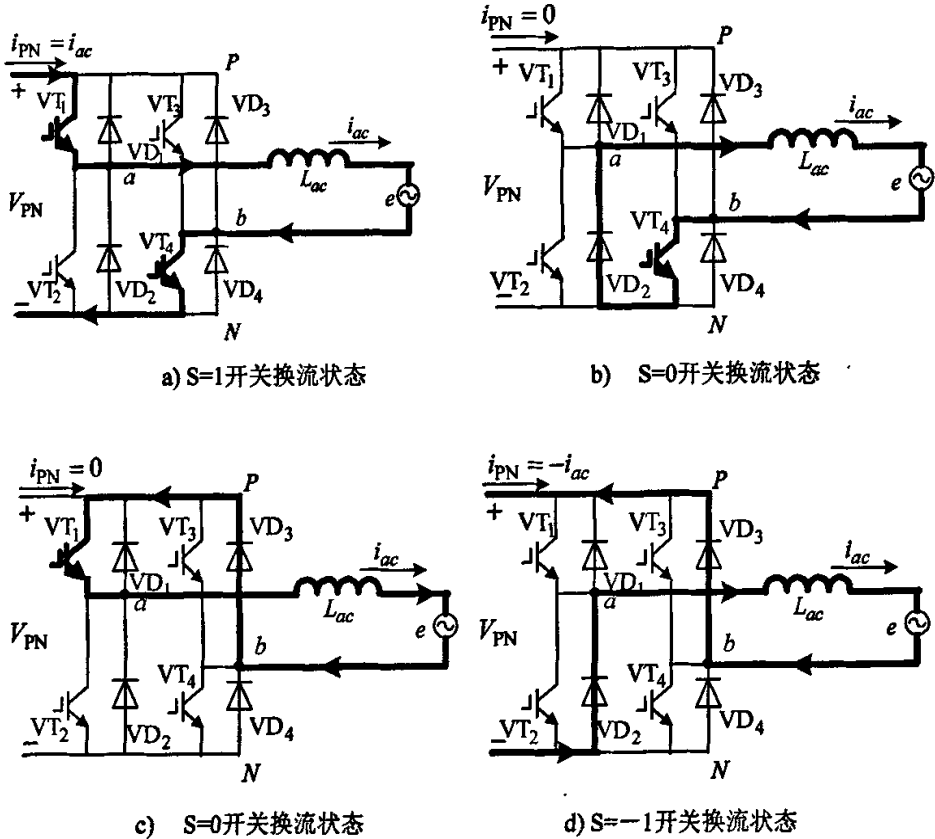 i_PN = i_ac
P
+
VT1
VT3
VD3
VD1
i_ac
a
L_ac
V_PN
b
e
VT4
VT2
VD2
VD4
−
N
a) S=1开关换流状态
i_PN = 0
P
+
VT1
VT3
VD3
VD1
i_ac
a
L_ac
V_PN
b
e
VT4
VT2
VD2
VD4
−
N
b) S=0开关换流状态
i_PN = 0
P
+
VT1
VT3
VD3
VD1
i_ac
a
L_ac
V_PN
b
e
VT4
VT2
VD2
VD4
−
N
c) S=0开关换流状态
i_PN = −i_ac
P
+
VT1
VT3
VD3
VD1
i_ac
a
L_ac
V_PN
b
e
VT4
VT2
VD2
VD4
−
N
d) S=−1开关换流状态